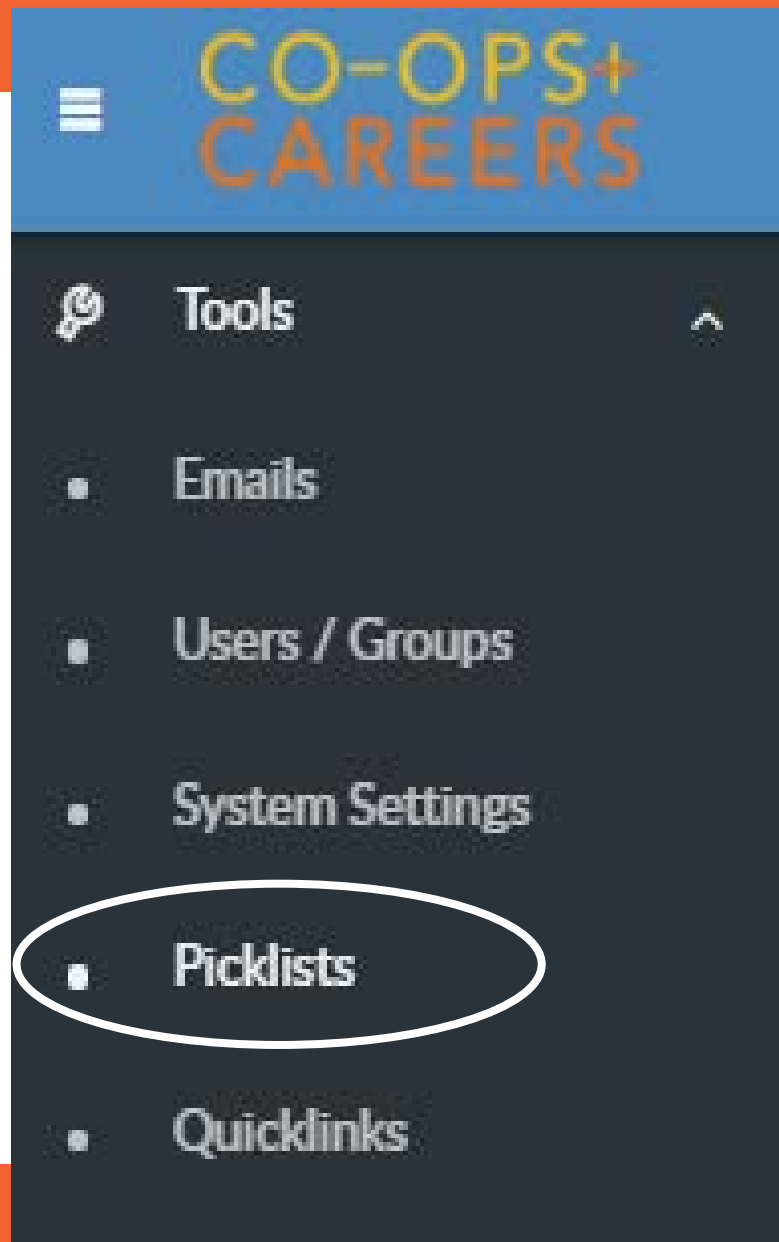 CO-OPS+
CAREERS
Tools
Emails
Users / Groups
System Settings
Picklists
Quicklinks